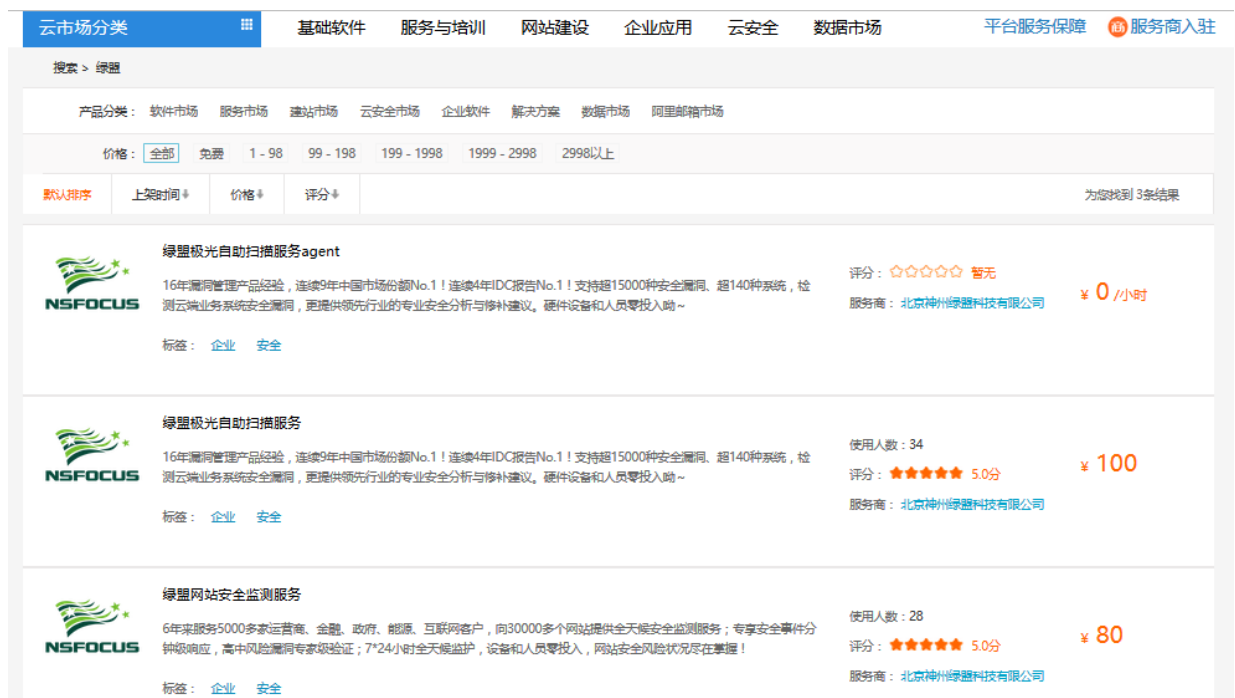 云市场分类 基础软件 服务与培训 网站建设 企业应用 云安全 数据市场 平台服务保障 商 服务商入驻
搜索 > 绿盟
产品分类： 软件市场 服务市场 建站市场 云安全市场 企业软件 解决方案 数据市场 阿里邮箱市场
价格： 全部 免费 1 - 98 99 - 198 199 - 1998 1999 - 2998 2998以上
默认排序 上架时间 价格 评分 为您找到 3条结果
NSFOCUS
绿盟极光自助扫描服务agent
16年漏洞管理产品经验，连续9年中国市场份额No.1！连续4年IDC报告No.1！支持超15000种安全漏洞、超140种系统，检
测云端业务系统安全漏洞，更提供领先行业的专业安全分析与修补建议。硬件设备和人员零投入呦~
标签： 企业 安全
评分： 暂无
服务商： 北京神州绿盟科技有限公司
¥ 0 /小时
NSFOCUS
绿盟极光自助扫描服务
16年漏洞管理产品经验，连续9年中国市场份额No.1！连续4年IDC报告No.1！支持超15000种安全漏洞、超140种系统，检
测云端业务系统安全漏洞，更提供领先行业的专业安全分析与修补建议。硬件设备和人员零投入呦~
标签： 企业 安全
使用人数：34
评分： 5.0分
服务商： 北京神州绿盟科技有限公司
¥ 100
NSFOCUS
绿盟网站安全监测服务
6年来服务5000多家运营商、金融、政府、能源、互联网客户，向30000多个网站提供全天候安全监测服务；专享安全事件分
钟级响应，高中风险漏洞专家级验证；7*24小时全天候监护，设备和人员零投入，网站安全风险状况尽在掌握！
标签： 企业 安全
使用人数：28
评分： 5.0分
服务商： 北京神州绿盟科技有限公司
¥ 80